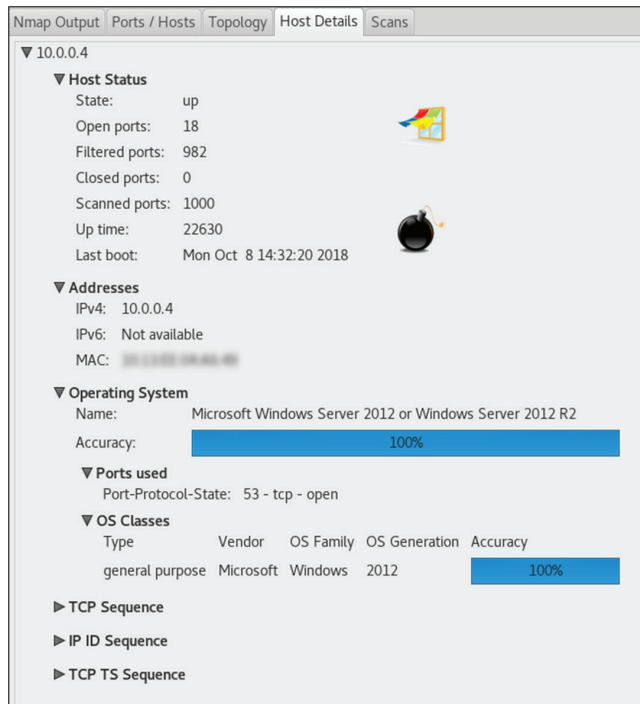 Nmap Output Ports / Hosts Topology Host Details Scans
10.0.0.4
Host Status
State: up
Open ports: 18
Filtered ports: 982
Closed ports: 0
Scanned ports: 1000
Up time: 22630
Last boot: Mon Oct 8 14:32:20 2018
Addresses
IPv4: 10.0.0.4
IPv6: Not available
MAC:
Operating System
Name: Microsoft Windows Server 2012 or Windows Server 2012 R2
Accuracy: 100%
Ports used
Port-Protocol-State: 53 - tcp - open
OS Classes
Type Vendor OS Family OS Generation Accuracy
general purpose Microsoft Windows 2012 100%
TCP Sequence
IP ID Sequence
TCP TS Sequence